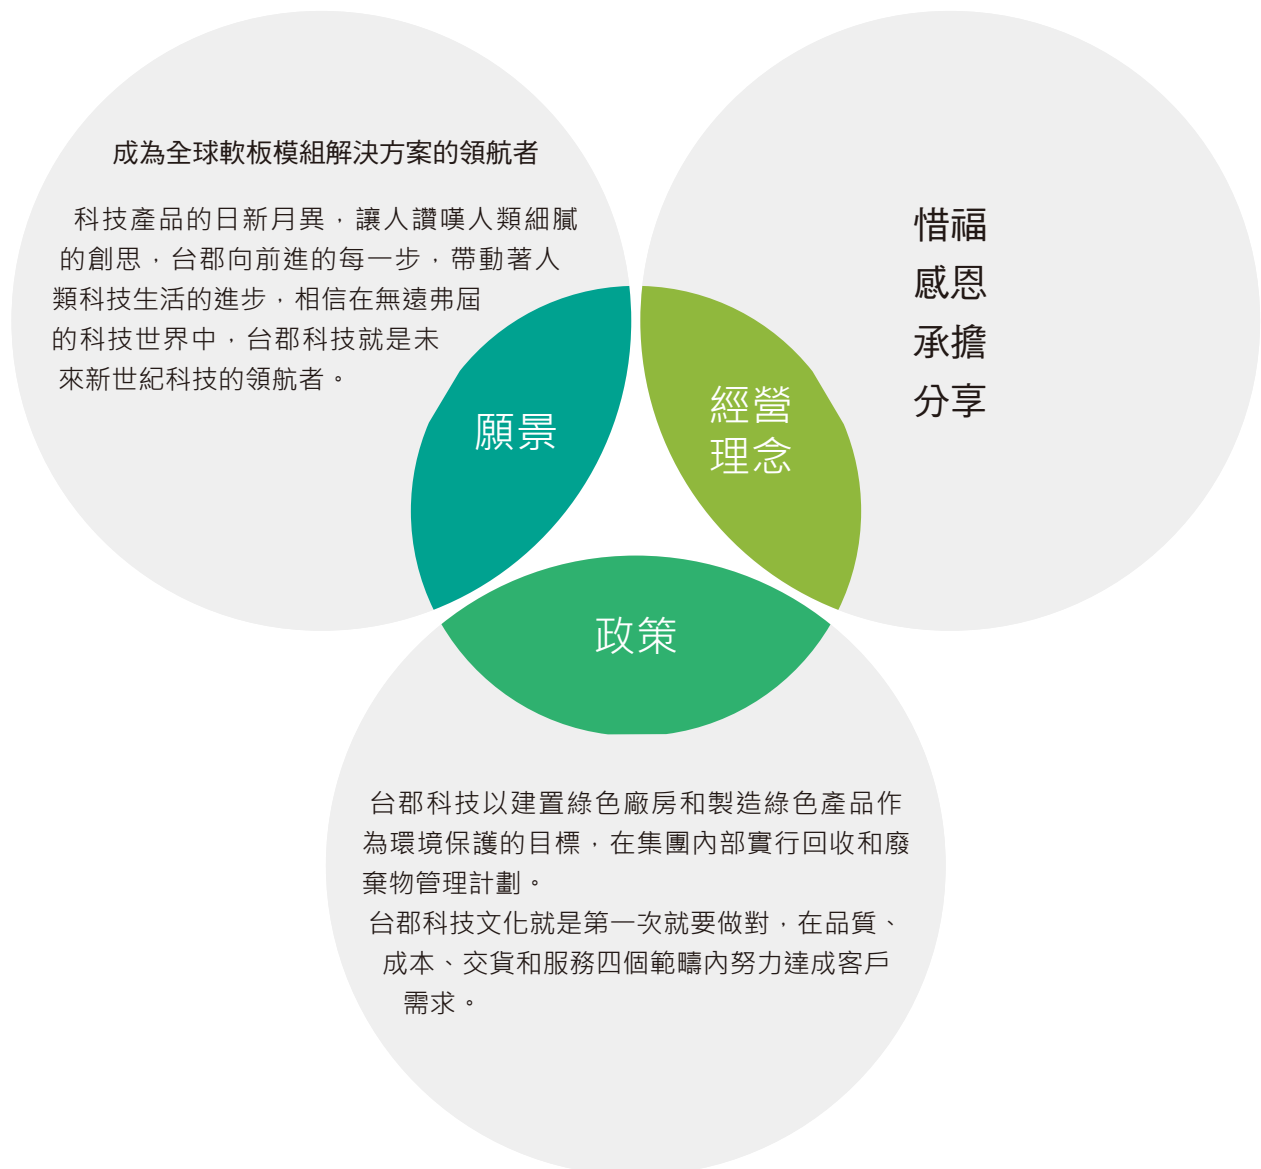 成為全球軟板模組解決方案的領航者
科技產品的日新月異，讓人讚嘆人類細膩
的創思，台郡向前進的每一步，帶動著人
類科技生活的進步，相信在無遠弗屆
的科技世界中，台郡科技就是未
來新世紀科技的領航者。
願景
惜福
感恩
承擔
分享
經營
理念
政策
台郡科技以建置綠色廠房和製造綠色產品作
為環境保護的目標，在集團內部實行回收和廢
棄物管理計劃。
台郡科技文化就是第一次就要做對，在品質、
成本、交貨和服務四個範疇內努力達成客戶
需求。